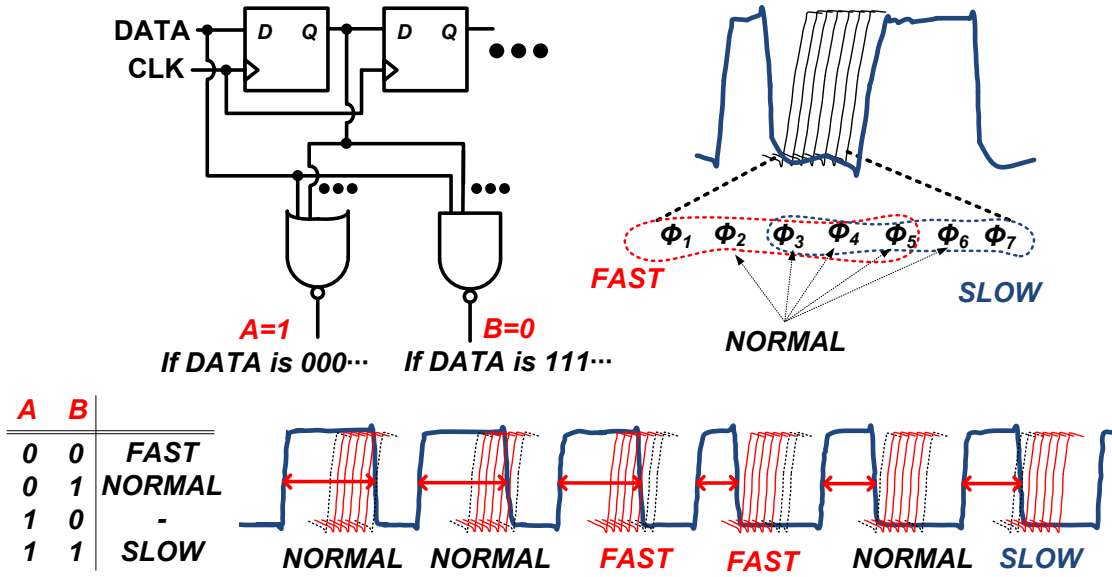 DATA
CLK
D Q
D Q
●●●
●●●
●●●
A=1
B=0
If DATA is 000···
If DATA is 111···
Φ1 Φ2 Φ3 Φ4 Φ5 Φ6 Φ7
FAST
SLOW
NORMAL
A B
0 0 FAST
0 1 NORMAL
1 0 -
1 1 SLOW
NORMAL NORMAL FAST FAST NORMAL SLOW